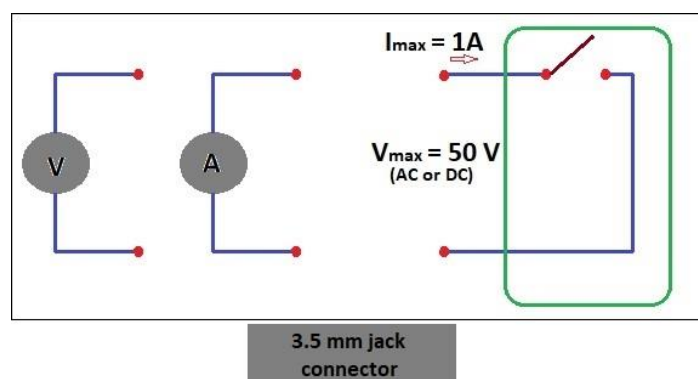 Imax = 1A
V
A
Vmax = 50 V
(AC or DC)
3.5 mm jack
connector